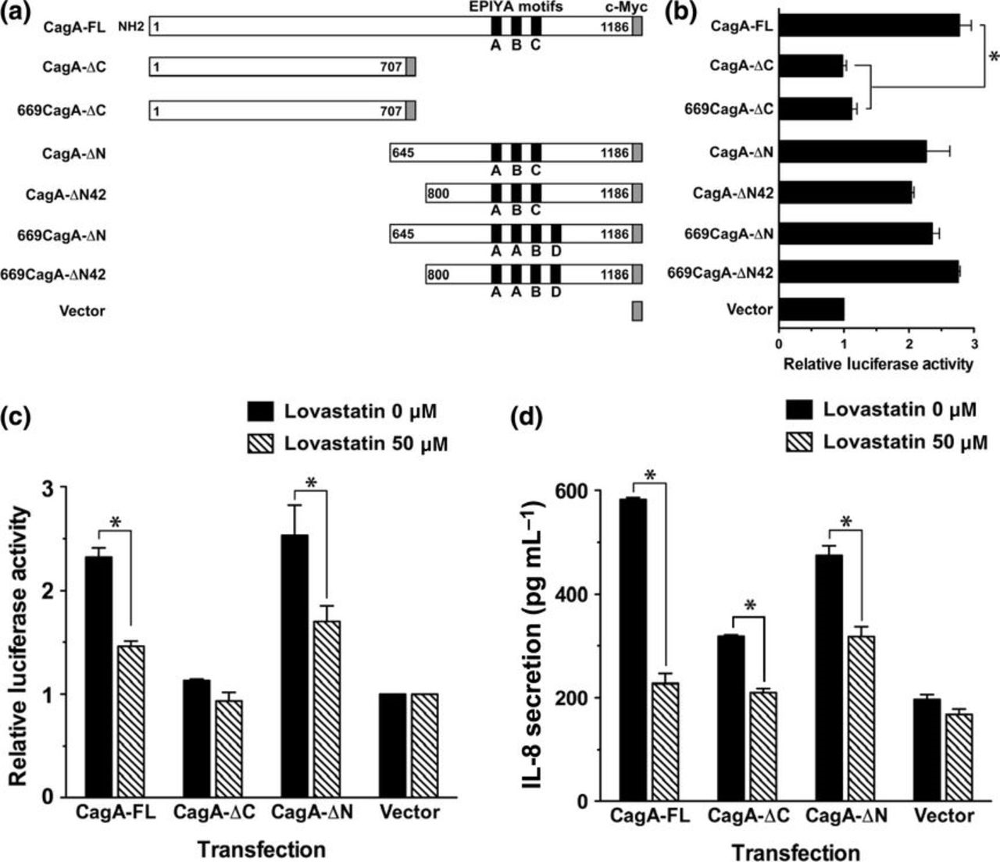 (a)
EPIYA motifs c-Myc
CagA-FL NH2 1 1186
A B C
CagA-ΔC 1 707
669CagA-ΔC 1 707
CagA-ΔN 645 1186
A B C
CagA-ΔN42 800 1186
A B C
669CagA-ΔN 645 1186
A A B D
669CagA-ΔN42 800 1186
A A B D
Vector
(b)
CagA-FL
*
CagA-ΔC
669CagA-ΔC
CagA-ΔN
CagA-ΔN42
669CagA-ΔN
669CagA-ΔN42
Vector
0 1 2 3
Relative luciferase activity
(c)
Lovastatin 0 μM
Lovastatin 50 μM
Relative luciferase activity
3
2
1
0
* *
CagA-FL CagA-ΔC CagA-ΔN Vector
Transfection
(d)
Lovastatin 0 μM
Lovastatin 50 μM
IL-8 secretion (pg mL⁻¹)
600
400
200
0
* * *
CagA-FL CagA-ΔC CagA-ΔN Vector
Transfection